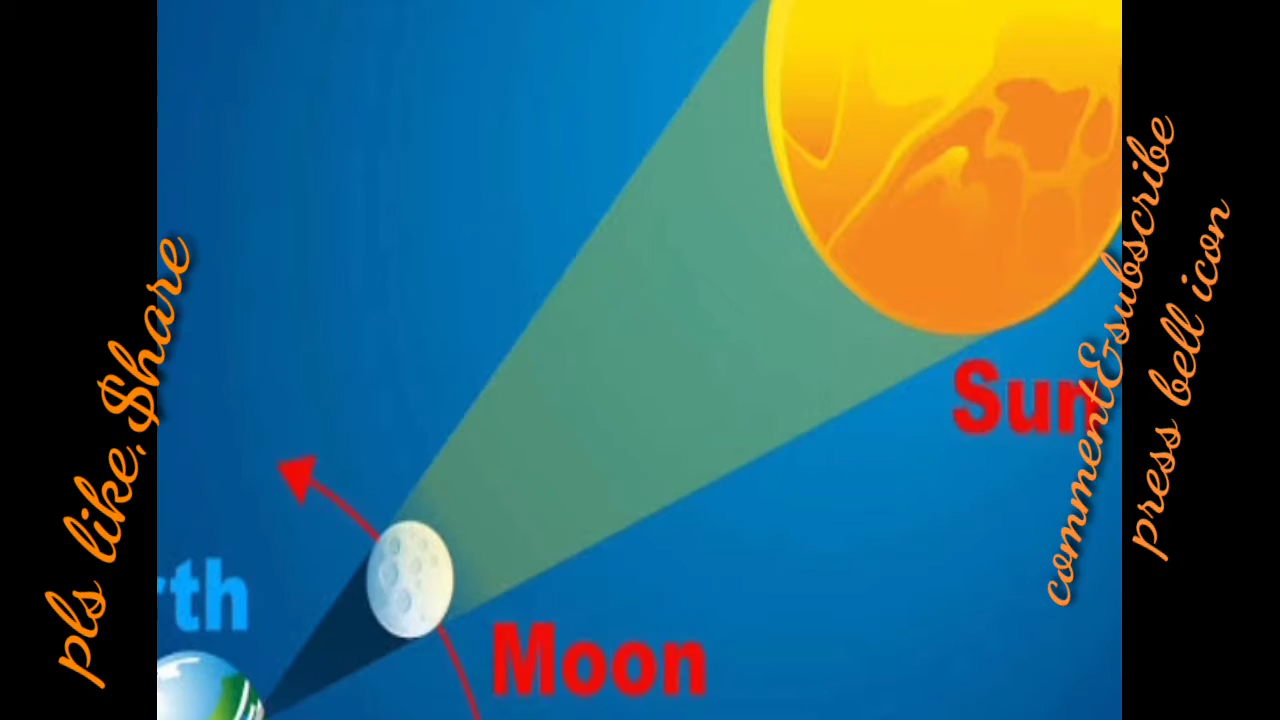 pls like.$hare
comment&subscribe
press bell icon
Sun
rth
Moon